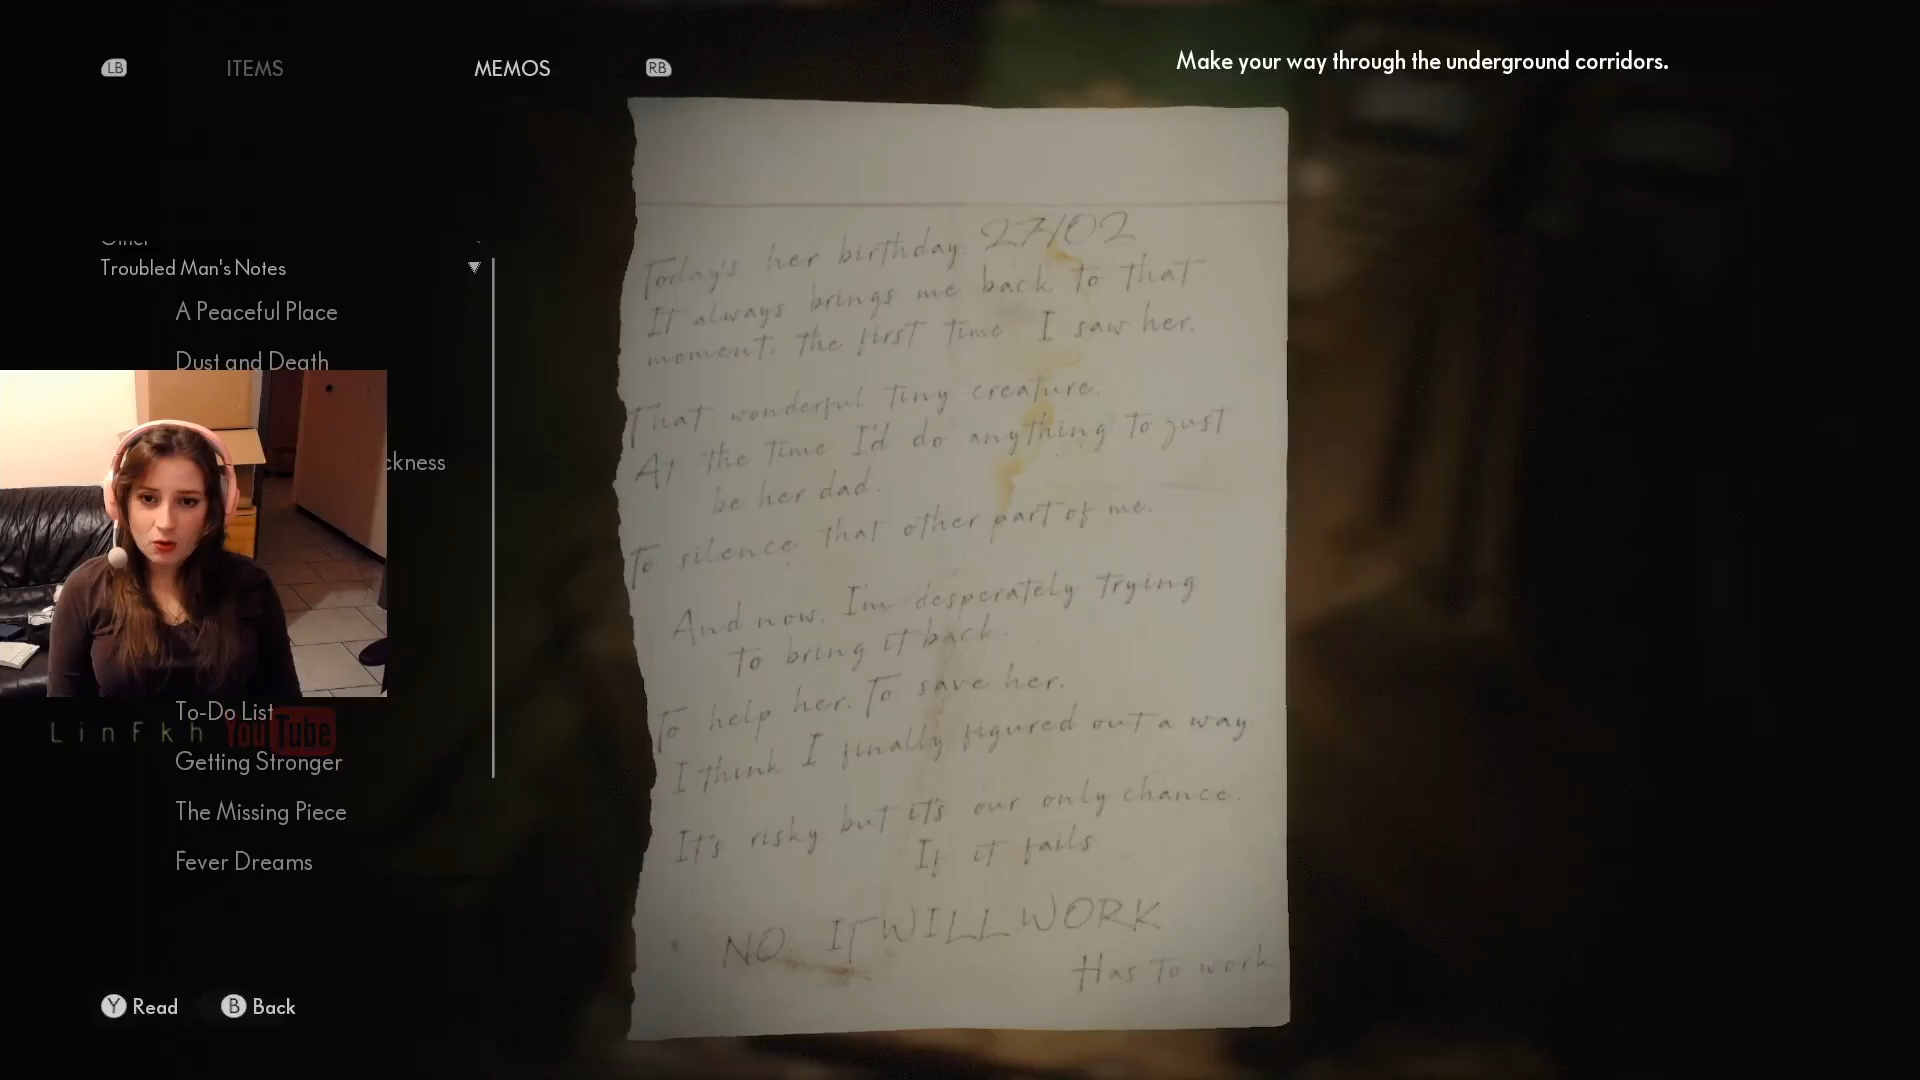 LB
ITEMS
MEMOS
RB
Make your way through the underground corridors.
Troubled Man's Notes
A Peaceful Place
Dust and Death
ckness
To-Do List
Getting Stronger
The Missing Piece
Fever Dreams
LinFkh YouTube
Y Read
B Back
Today's her birthday. 27/02
It always brings me back to that
moment. The first time I saw her.
That wonderful tiny creature.
At the time I'd do anything to just
be her dad.
To silence that other part of me.
And now. I'm desperately trying
to bring it back.
To help her. To save her.
I think I finally figured out a way
It's risky but it's our only chance.
If it fails
NO. IT WILL WORK
Has to work